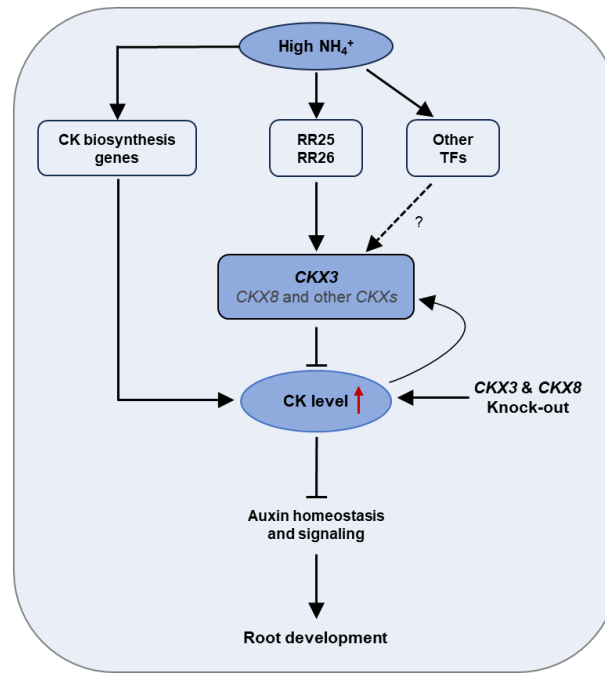 High NH₄⁺
CK biosynthesis
genes
RR25
RR26
Other
TFs
?
CKX3
CKX8 and other CKXs
CK level
CKX3 & CKX8
Knock-out
Auxin homeostasis
and signaling
Root development